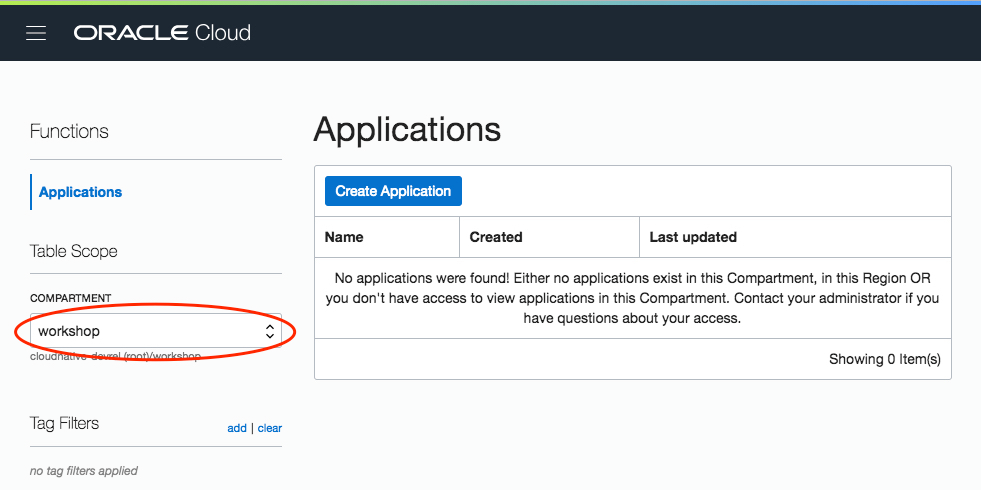 ORACLE Cloud
Functions
Applications
Table Scope
COMPARTMENT
workshop
cloudnative-devrel (root)/workshop
Tag Filters
add | clear
no tag filters applied
Applications
Create Application
Name Created Last updated
No applications were found! Either no applications exist in this Compartment, in this Region OR
you don't have access to view applications in this Compartment. Contact your administrator if you
have questions about your access.
Showing 0 Item(s)